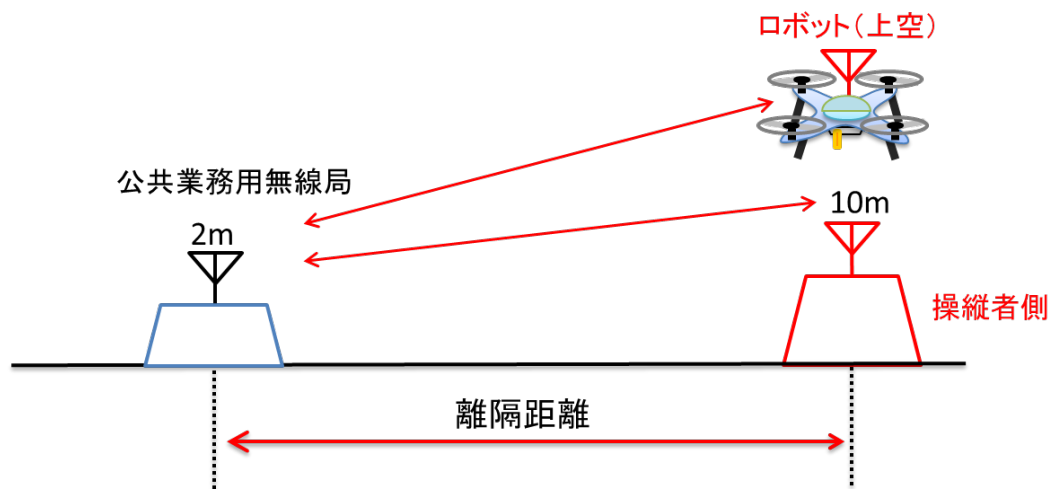 ロボット(上空)
公共業務用無線局
2m
10m
操縦者側
離隔距離